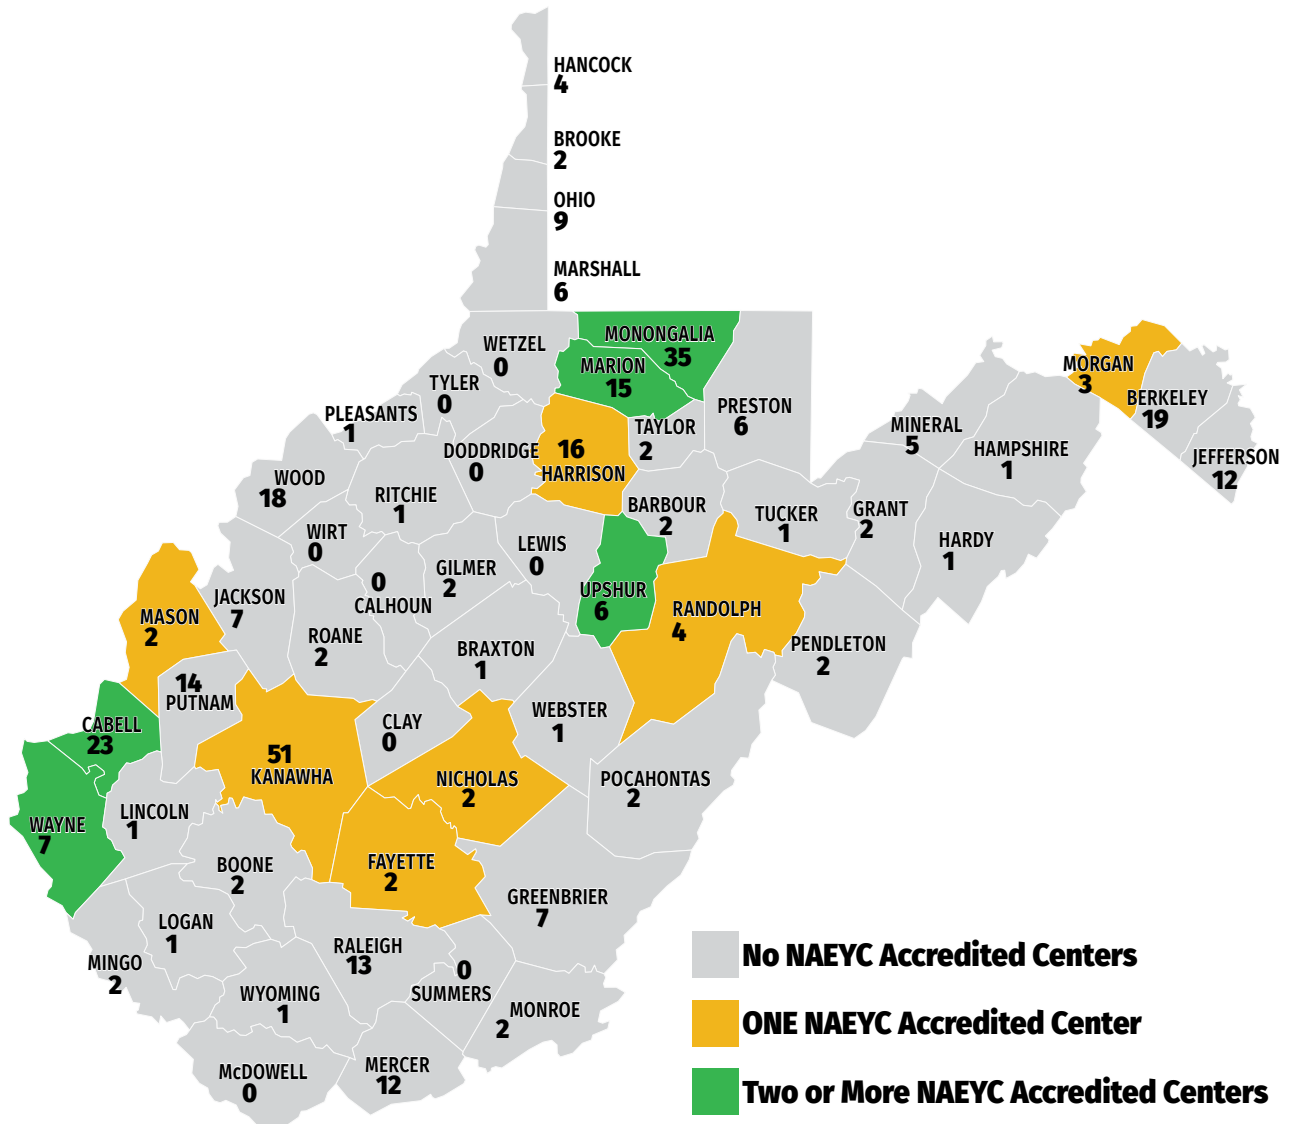 HANCOCK
4
BROOKE
2
OHIO
9
MARSHALL
6
WETZEL
0
MONONGALIA
35
MARION
15
MORGAN
3
TYLER
0
BERKELEY
19
PLEASANTS
1
PRESTON
6
TAYLOR
2
MINERAL
5
DODDRIDGE
0
16
HARRISON
HAMPSHIRE
1
JEFFERSON
12
WOOD
18
RITCHIE
1
BARBOUR
2
TUCKER
1
GRANT
2
WIRT
0
LEWIS
0
HARDY
1
GILMER
2
0
CALHOUN
UPSHUR
6
JACKSON
7
RANDOLPH
4
MASON
2
ROANE
2
BRAXTON
1
PENDLETON
2
14
PUTNAM
WEBSTER
1
CABELL
23
CLAY
0
51
KANAWHA
NICHOLAS
2
POCAHONTAS
2
LINCOLN
1
WAYNE
7
BOONE
2
FAYETTE
2
GREENBRIER
7
LOGAN
1
RALEIGH
13
MINGO
2
0
SUMMERS
WYOMING
1
MONROE
2
McDOWELL
0
MERCER
12
No NAEYC Accredited Centers
ONE NAEYC Accredited Center
Two or More NAEYC Accredited Centers